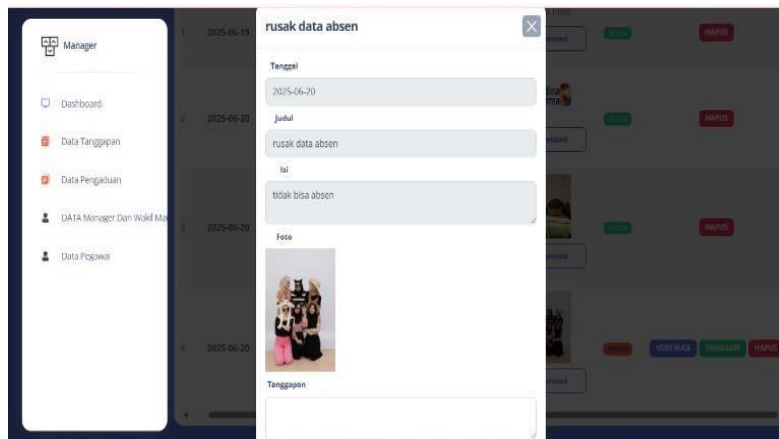 Manager
Dashboard
Data Tanggapan
Data Pengaduan
DATA Manager Dan Wakil Ma
Data Pegawai
rusak data absen
Tanggal
2025-06-20
Judul
rusak data absen
Isi
tidak bisa absen
Foto
Tanggapan
1 2025-06-19 HAPUS
2 2025-06-20 HAPUS
3 2025-06-20 HAPUS
4 2025-06-20 VERIFIKASI TANGGAPI HAPUS